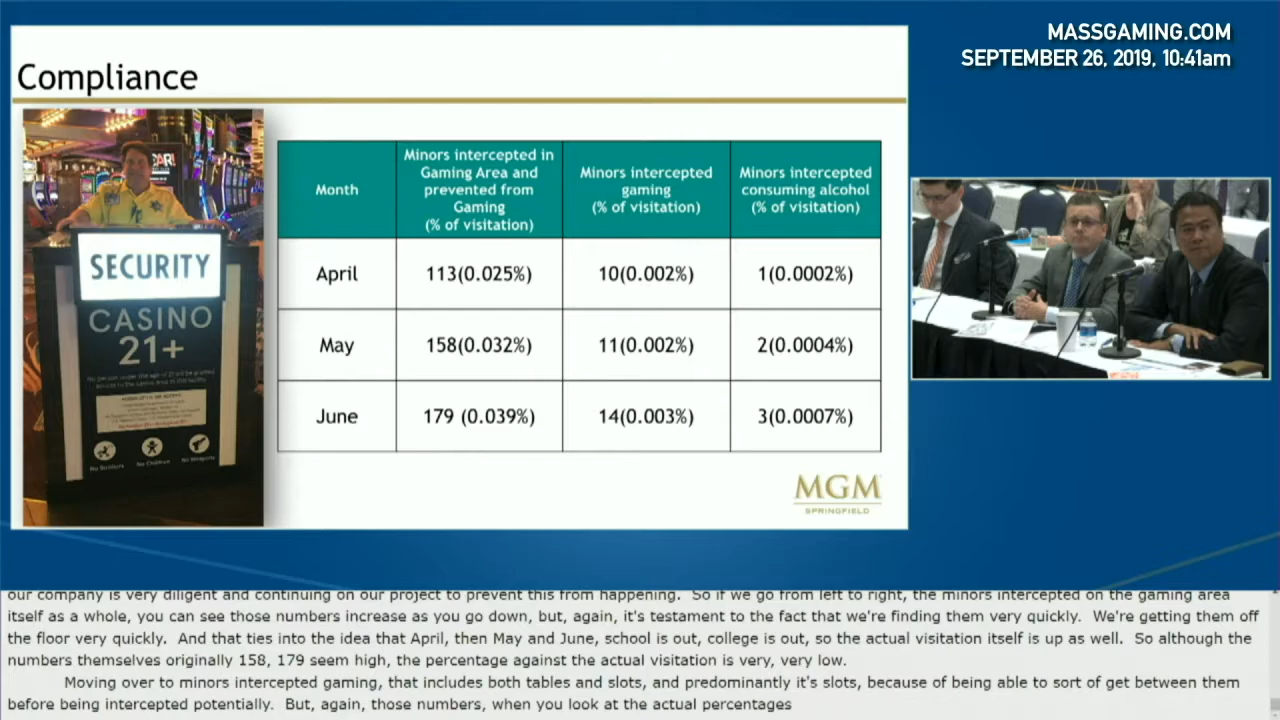 MASSGAMING.COM
SEPTEMBER 26, 2019, 10:41am
Compliance
SECURITY
CASINO
21+
No Soliciting
No Children
No Weapons
Month
Minors intercepted in
Gaming Area and
prevented from
Gaming
(% of visitation)
Minors intercepted
gaming
(% of visitation)
Minors intercepted
consuming alcohol
(% of visitation)
April
113(0.025%)
10(0.002%)
1(0.0002%)
May
158(0.032%)
11(0.002%)
2(0.0004%)
June
179 (0.039%)
14(0.003%)
3(0.0007%)
MGM
SPRINGFIELD
our company is very diligent and continuing on our project to prevent this from happening. So if we go from left to right, the minors intercepted on the gaming area
itself as a whole, you can see those numbers increase as you go down, but, again, it's testament to the fact that we're finding them very quickly. We're getting them off
the floor very quickly. And that ties into the idea that April, then May and June, school is out, college is out, so the actual visitation itself is up as well. So although the
numbers themselves originally 158, 179 seem high, the percentage against the actual visitation is very, very low.
Moving over to minors intercepted gaming, that includes both tables and slots, and predominantly it's slots, because of being able to sort of get between them
before being intercepted potentially. But, again, those numbers, when you look at the actual percentages